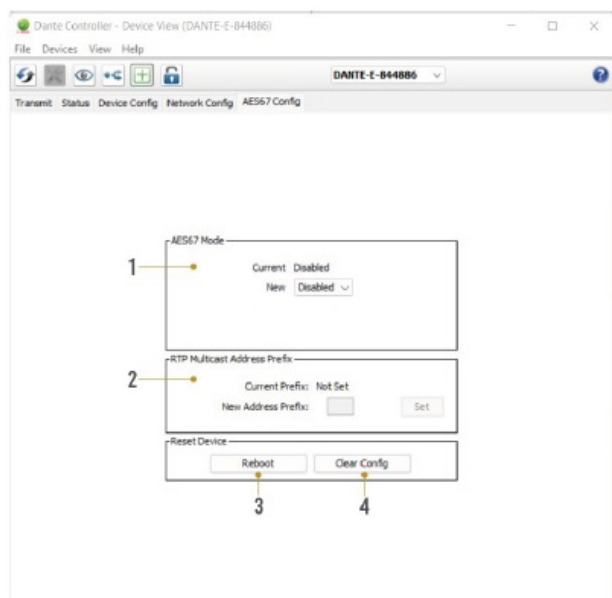 Dante Controller - Device View (DANTE-E-844886)
File Devices View Help
DANTE-E-844886
?
Transmit Status Device Config Network Config AES67 Config
AES67 Mode
1
Current Disabled
New Disabled
RTP Multicast Address Prefix
2
Current Prefix: Not Set
New Address Prefix: Set
Reset Device
Reboot Clear Config
3 4